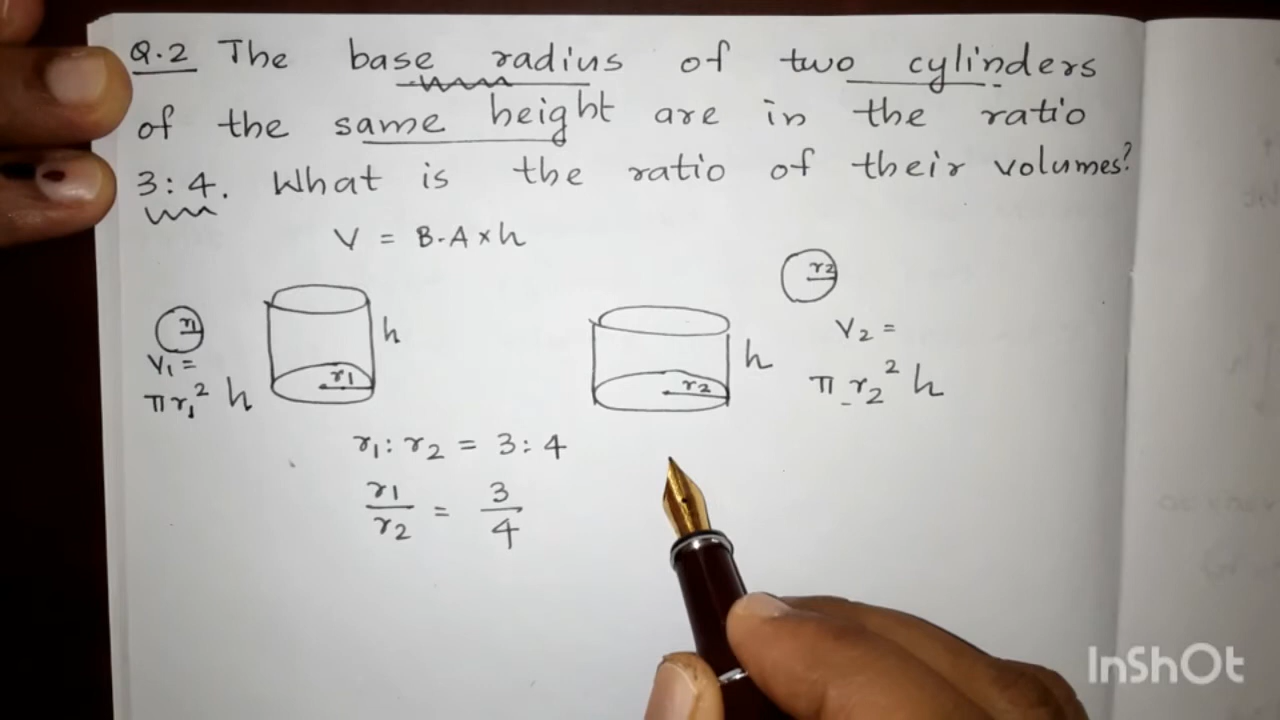 Q.2 The base radius of two cylinders
of the same height are in the ratio
3:4. What is the ratio of their volumes?
V = B.A × h
r1
V1 =
πr1² h
h
r1
r2
V2 =
πr2² h
h
r2
r1 : r2 = 3 : 4
r1/r2 = 3/4
InShOt